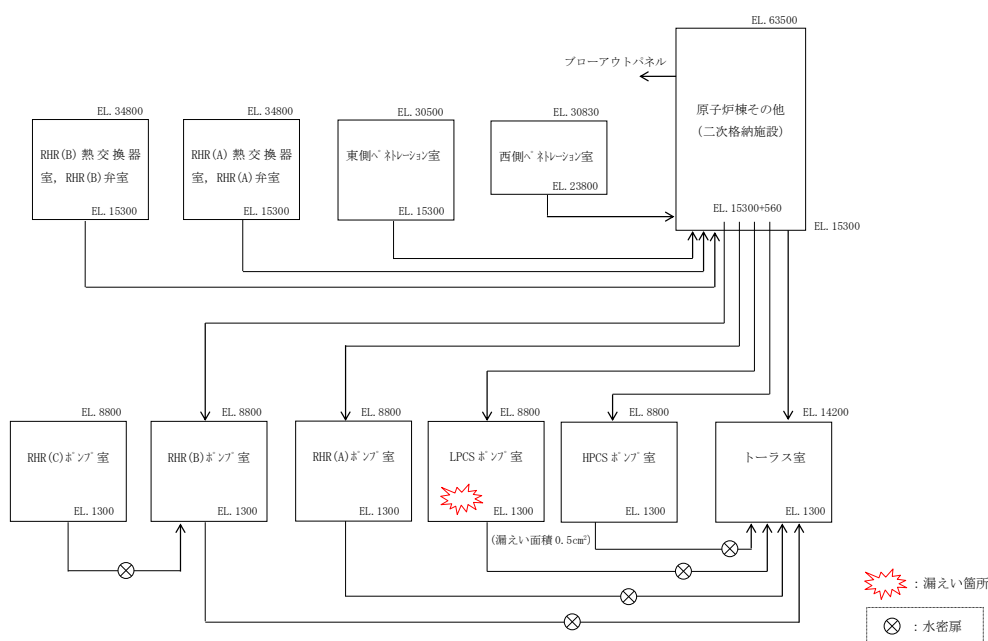 EL. 63500
ブローアウトパネル
原子炉棟その他
(二次格納施設)
EL. 15300+560
EL. 15300
EL. 34800
RHR(B) 熱交換器
室, RHR(B) 弁室
EL. 15300
EL. 34800
RHR(A) 熱交換器
室, RHR(A) 弁室
EL. 15300
EL. 30500
東側ペネトレーション室
EL. 15300
EL. 30830
西側ペネトレーション室
EL. 23800
EL. 8800
RHR(C)ポンプ室
EL. 1300
EL. 8800
RHR(B)ポンプ室
EL. 1300
EL. 8800
RHR(A)ポンプ室
EL. 1300
EL. 8800
LPCSポンプ室
EL. 1300
(漏えい面積 0.5cm²)
EL. 8800
HPCSポンプ室
EL. 1300
EL. 14200
トーラス室
EL. 1300
：漏えい箇所
：水密扉